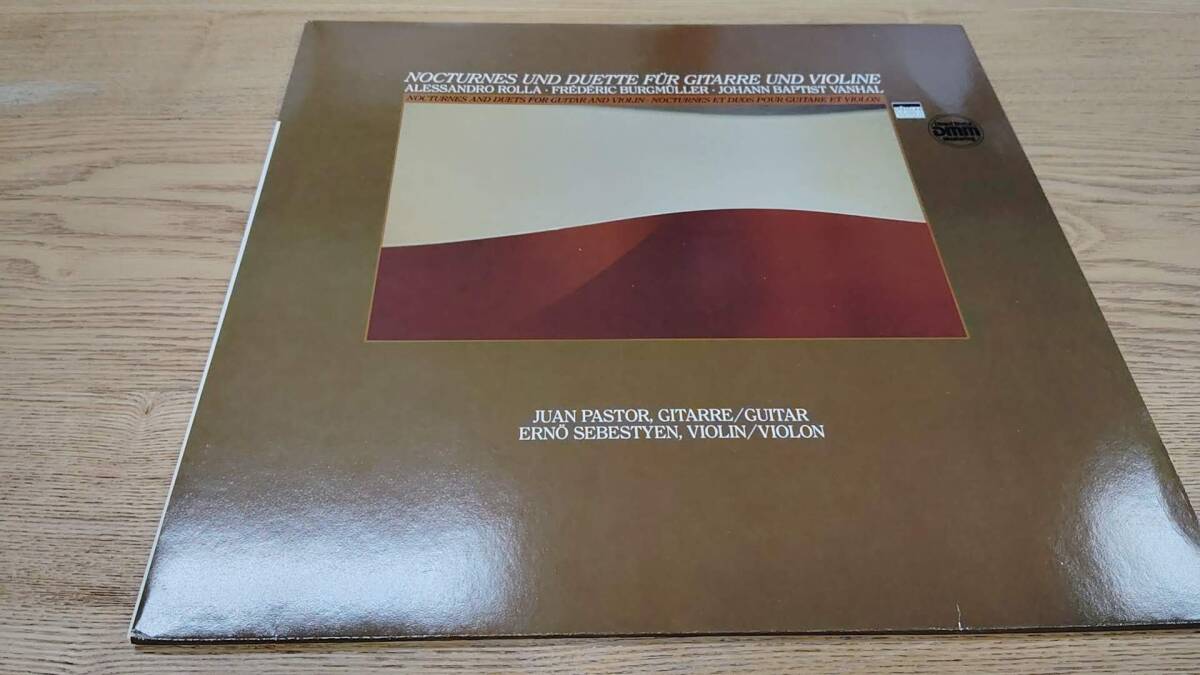 NOCTURNES UND DUETTE FÜR GITARRE UND VIOLINE
ALESSANDRO ROLLA · FRÉDÉRIC BURGMÜLLER · JOHANN BAPTIST VANHAL
NOCTURNES AND DUETS FOR GUITAR AND VIOLIN · NOCTURNES ET DUOS POUR GUITARE ET VIOLON
DMM
JUAN PASTOR, GITARRE/GUITAR
ERNÖ SEBESTYEN, VIOLIN/VIOLON